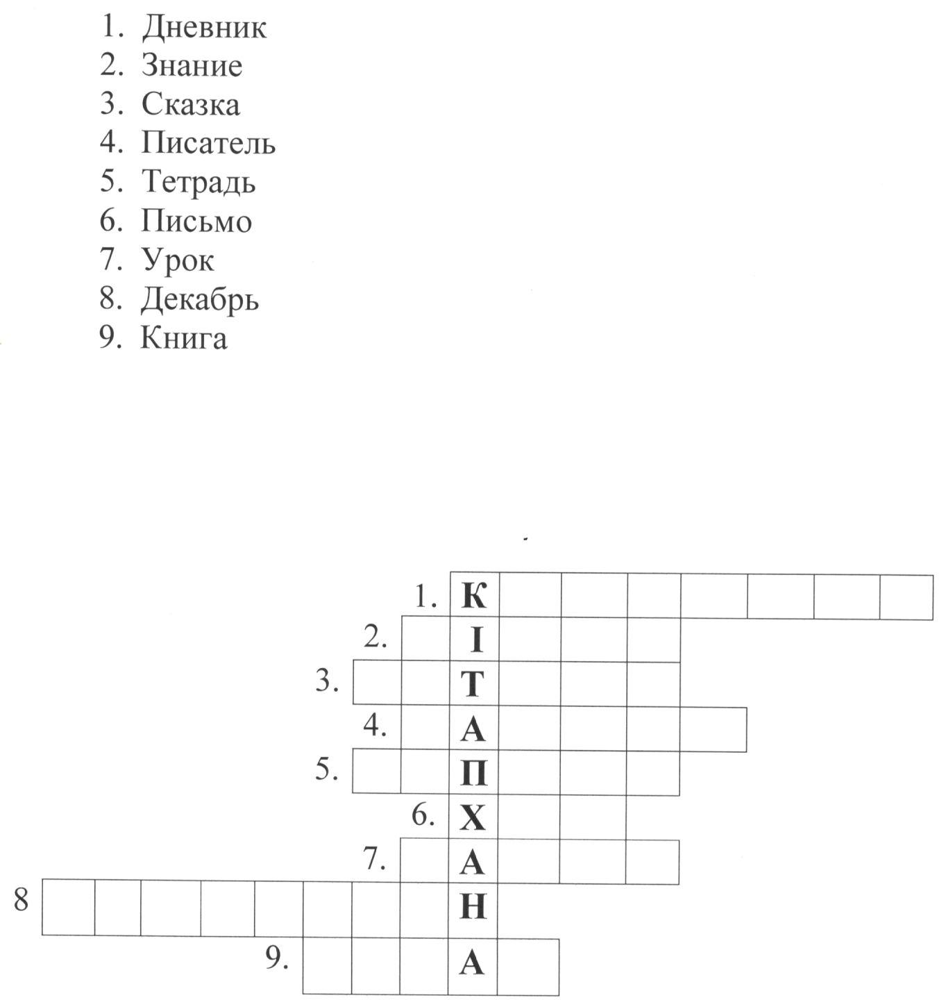 1. Дневник
2. Знание
3. Сказка
4. Писатель
5. Тетрадь
6. Письмо
7. Урок
8. Декабрь
9. Книга
1. К
2. І
3. Т
4. А
5. П
6. Х
7. А
8 Н
9. А